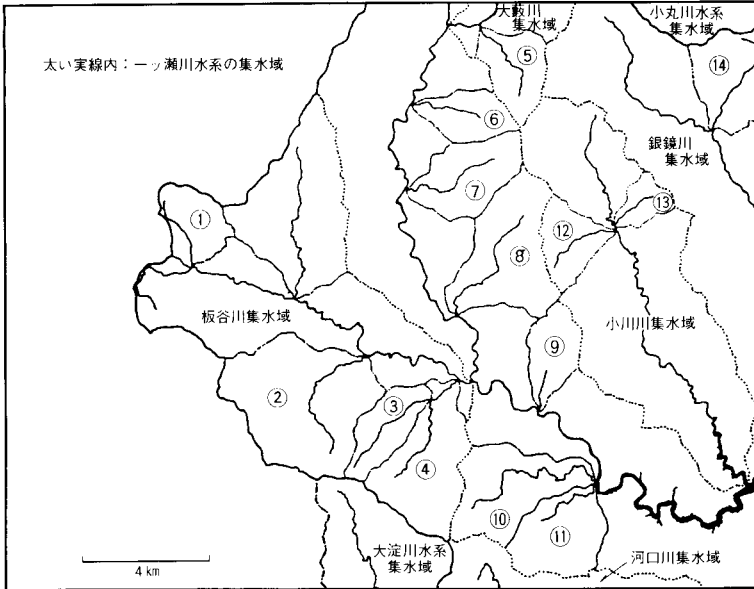 大藪川
集水域
小丸川水系
集水域
太い実線内：一ッ瀬川水系の集水域
⑤
⑭
⑥
銀鏡川
集水域
⑦
⑬
①
⑫
⑧
板谷川集水域
小川川集水域
⑨
②
③
④
⑩
⑪
大淀川水系
集水域
河口川集水域
4 km